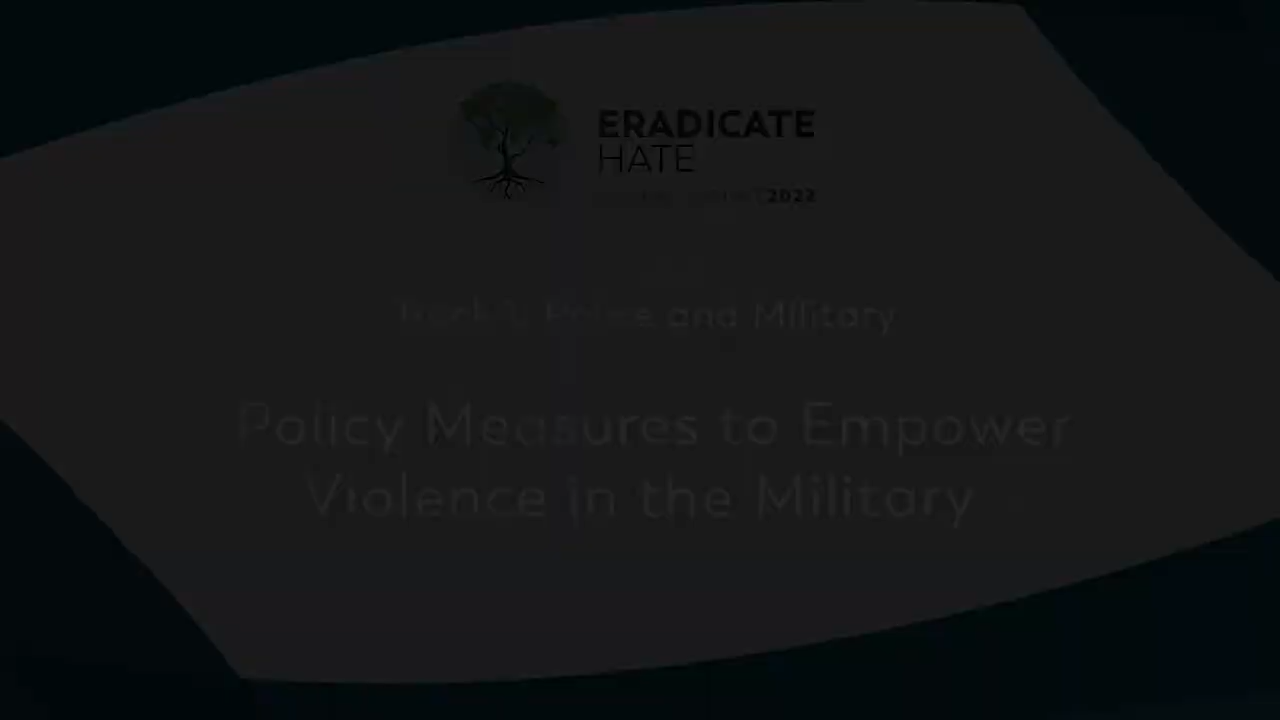 ERADICATE
HATE
2022
Police and Military
Policy Measures to Empower
Violence in the Military